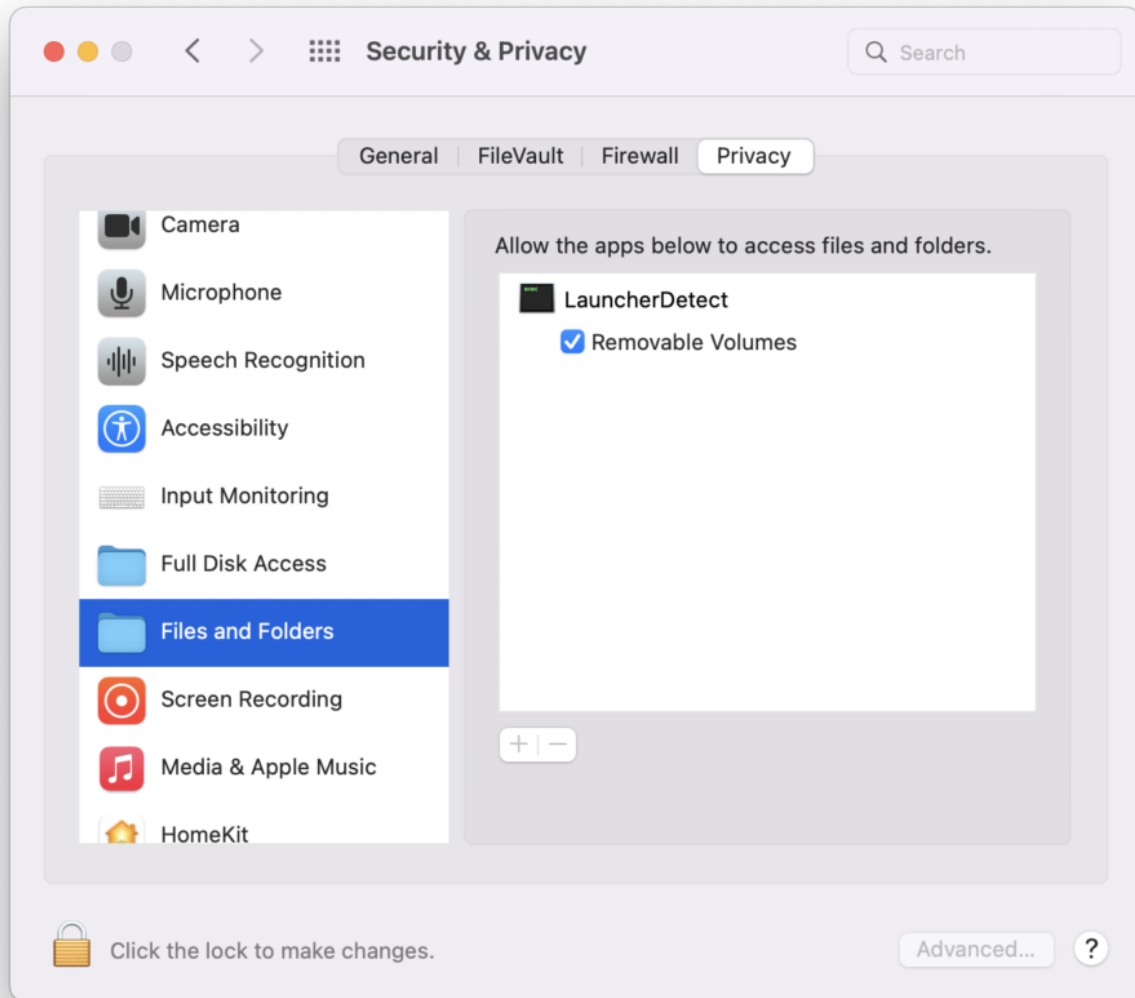 Security & Privacy
Search
General
FileVault
Firewall
Privacy
Camera
Microphone
Speech Recognition
Accessibility
Input Monitoring
Full Disk Access
Files and Folders
Screen Recording
Media & Apple Music
HomeKit
Allow the apps below to access files and folders.
LauncherDetect
Removable Volumes
+
−
Click the lock to make changes.
Advanced...
?